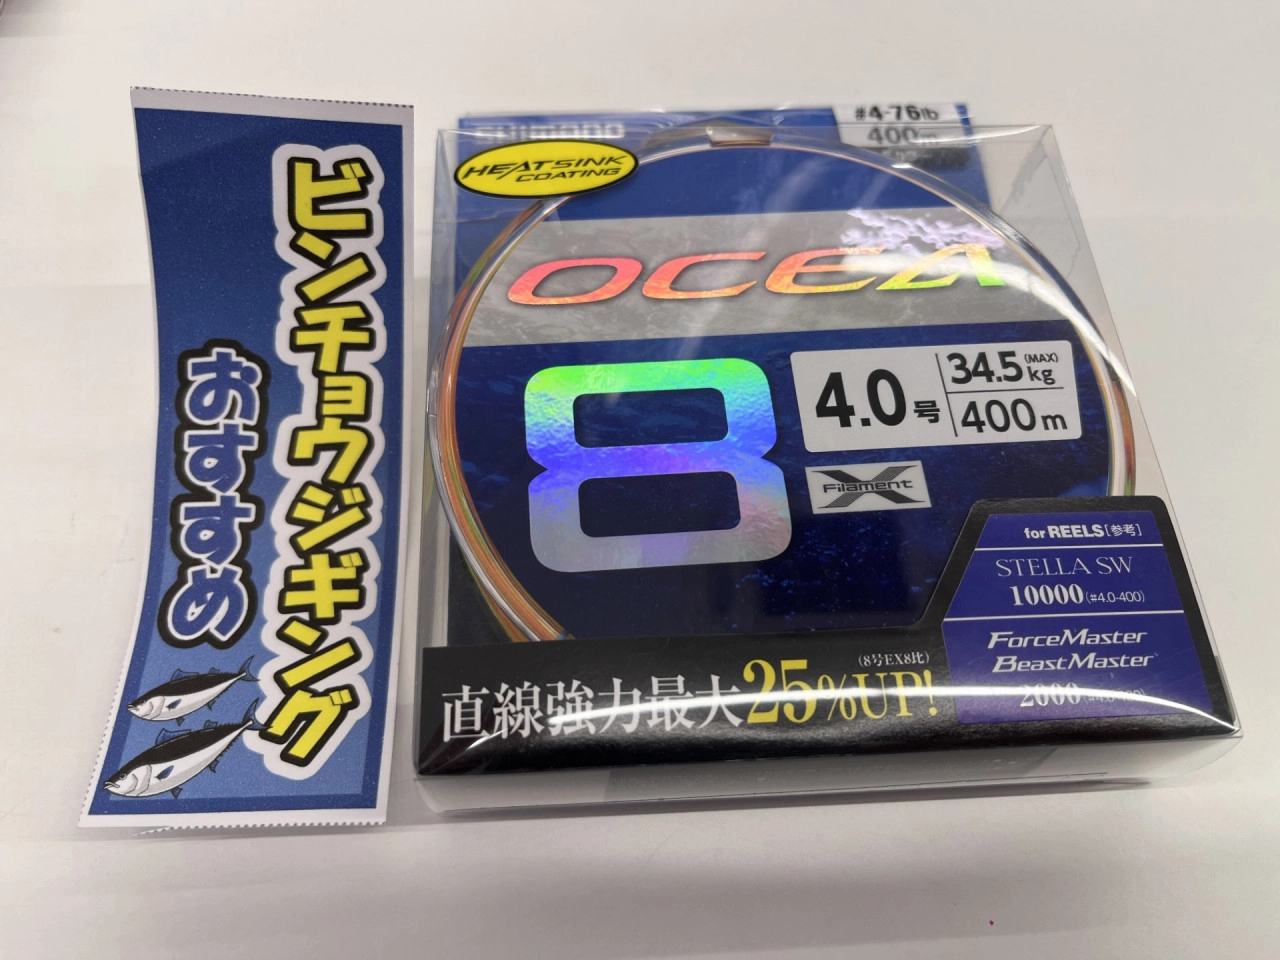 ビンチョウジギング
おすすめ
SHIMANO
#4-76lb
400m
HEATSINK
COATING
OCEA
8
4.0号
34.5(MAX)kg
400m
X Filament
for REELS[参考]
STELLA SW
10000(#4.0-400)
ForceMaster
BeastMaster
2000
(8号EX8比)
直線強力最大25%UP!